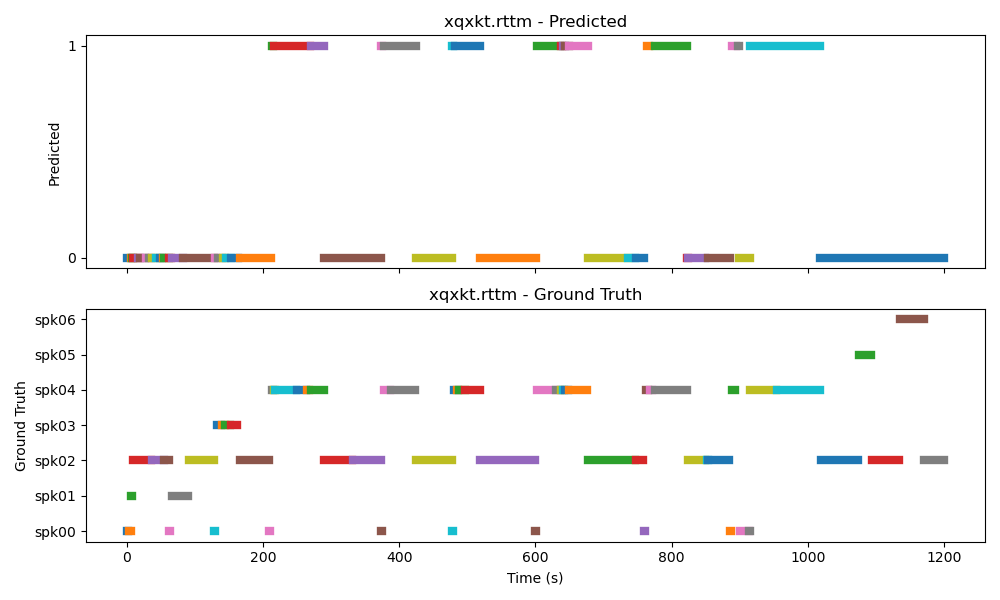 xqxkt.rttm - Predicted
1
0
Predicted
xqxkt.rttm - Ground Truth
spk06
spk05
spk04
spk03
spk02
spk01
spk00
Ground Truth
0 200 400 600 800 1000 1200
Time (s)